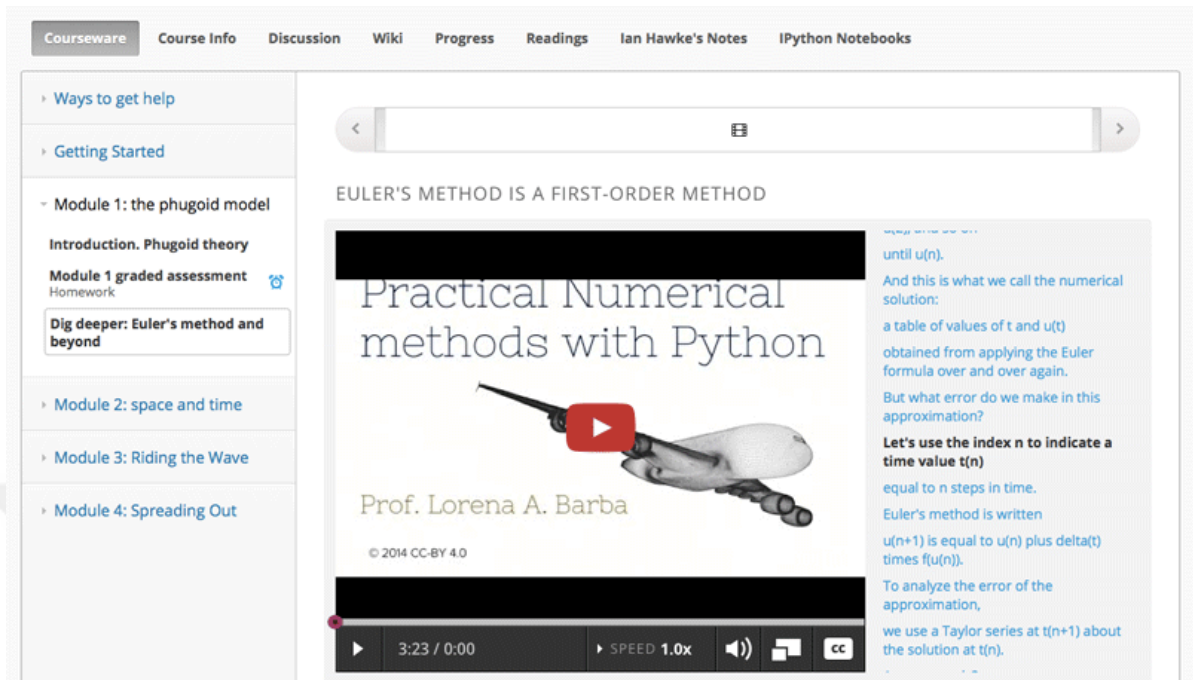 Courseware Course Info Discussion Wiki Progress Readings Ian Hawke's Notes IPython Notebooks
Ways to get help
Getting Started
Module 1: the phugoid model
Introduction. Phugoid theory
Module 1 graded assessment
Homework
Dig deeper: Euler's method and
beyond
Module 2: space and time
Module 3: Riding the Wave
Module 4: Spreading Out
EULER'S METHOD IS A FIRST-ORDER METHOD
Practical Numerical
methods with Python
Prof. Lorena A. Barba
© 2014 CC-BY 4.0
3:23 / 0:00
SPEED 1.0x
CC
until u(n).
And this is what we call the numerical
solution:
a table of values of t and u(t)
obtained from applying the Euler
formula over and over again.
But what error do we make in this
approximation?
Let's use the index n to indicate a
time value t(n)
equal to n steps in time.
Euler's method is written
u(n+1) is equal to u(n) plus delta(t)
times f(u(n)).
To analyze the error of the
approximation,
we use a Taylor series at t(n+1) about
the solution at t(n).